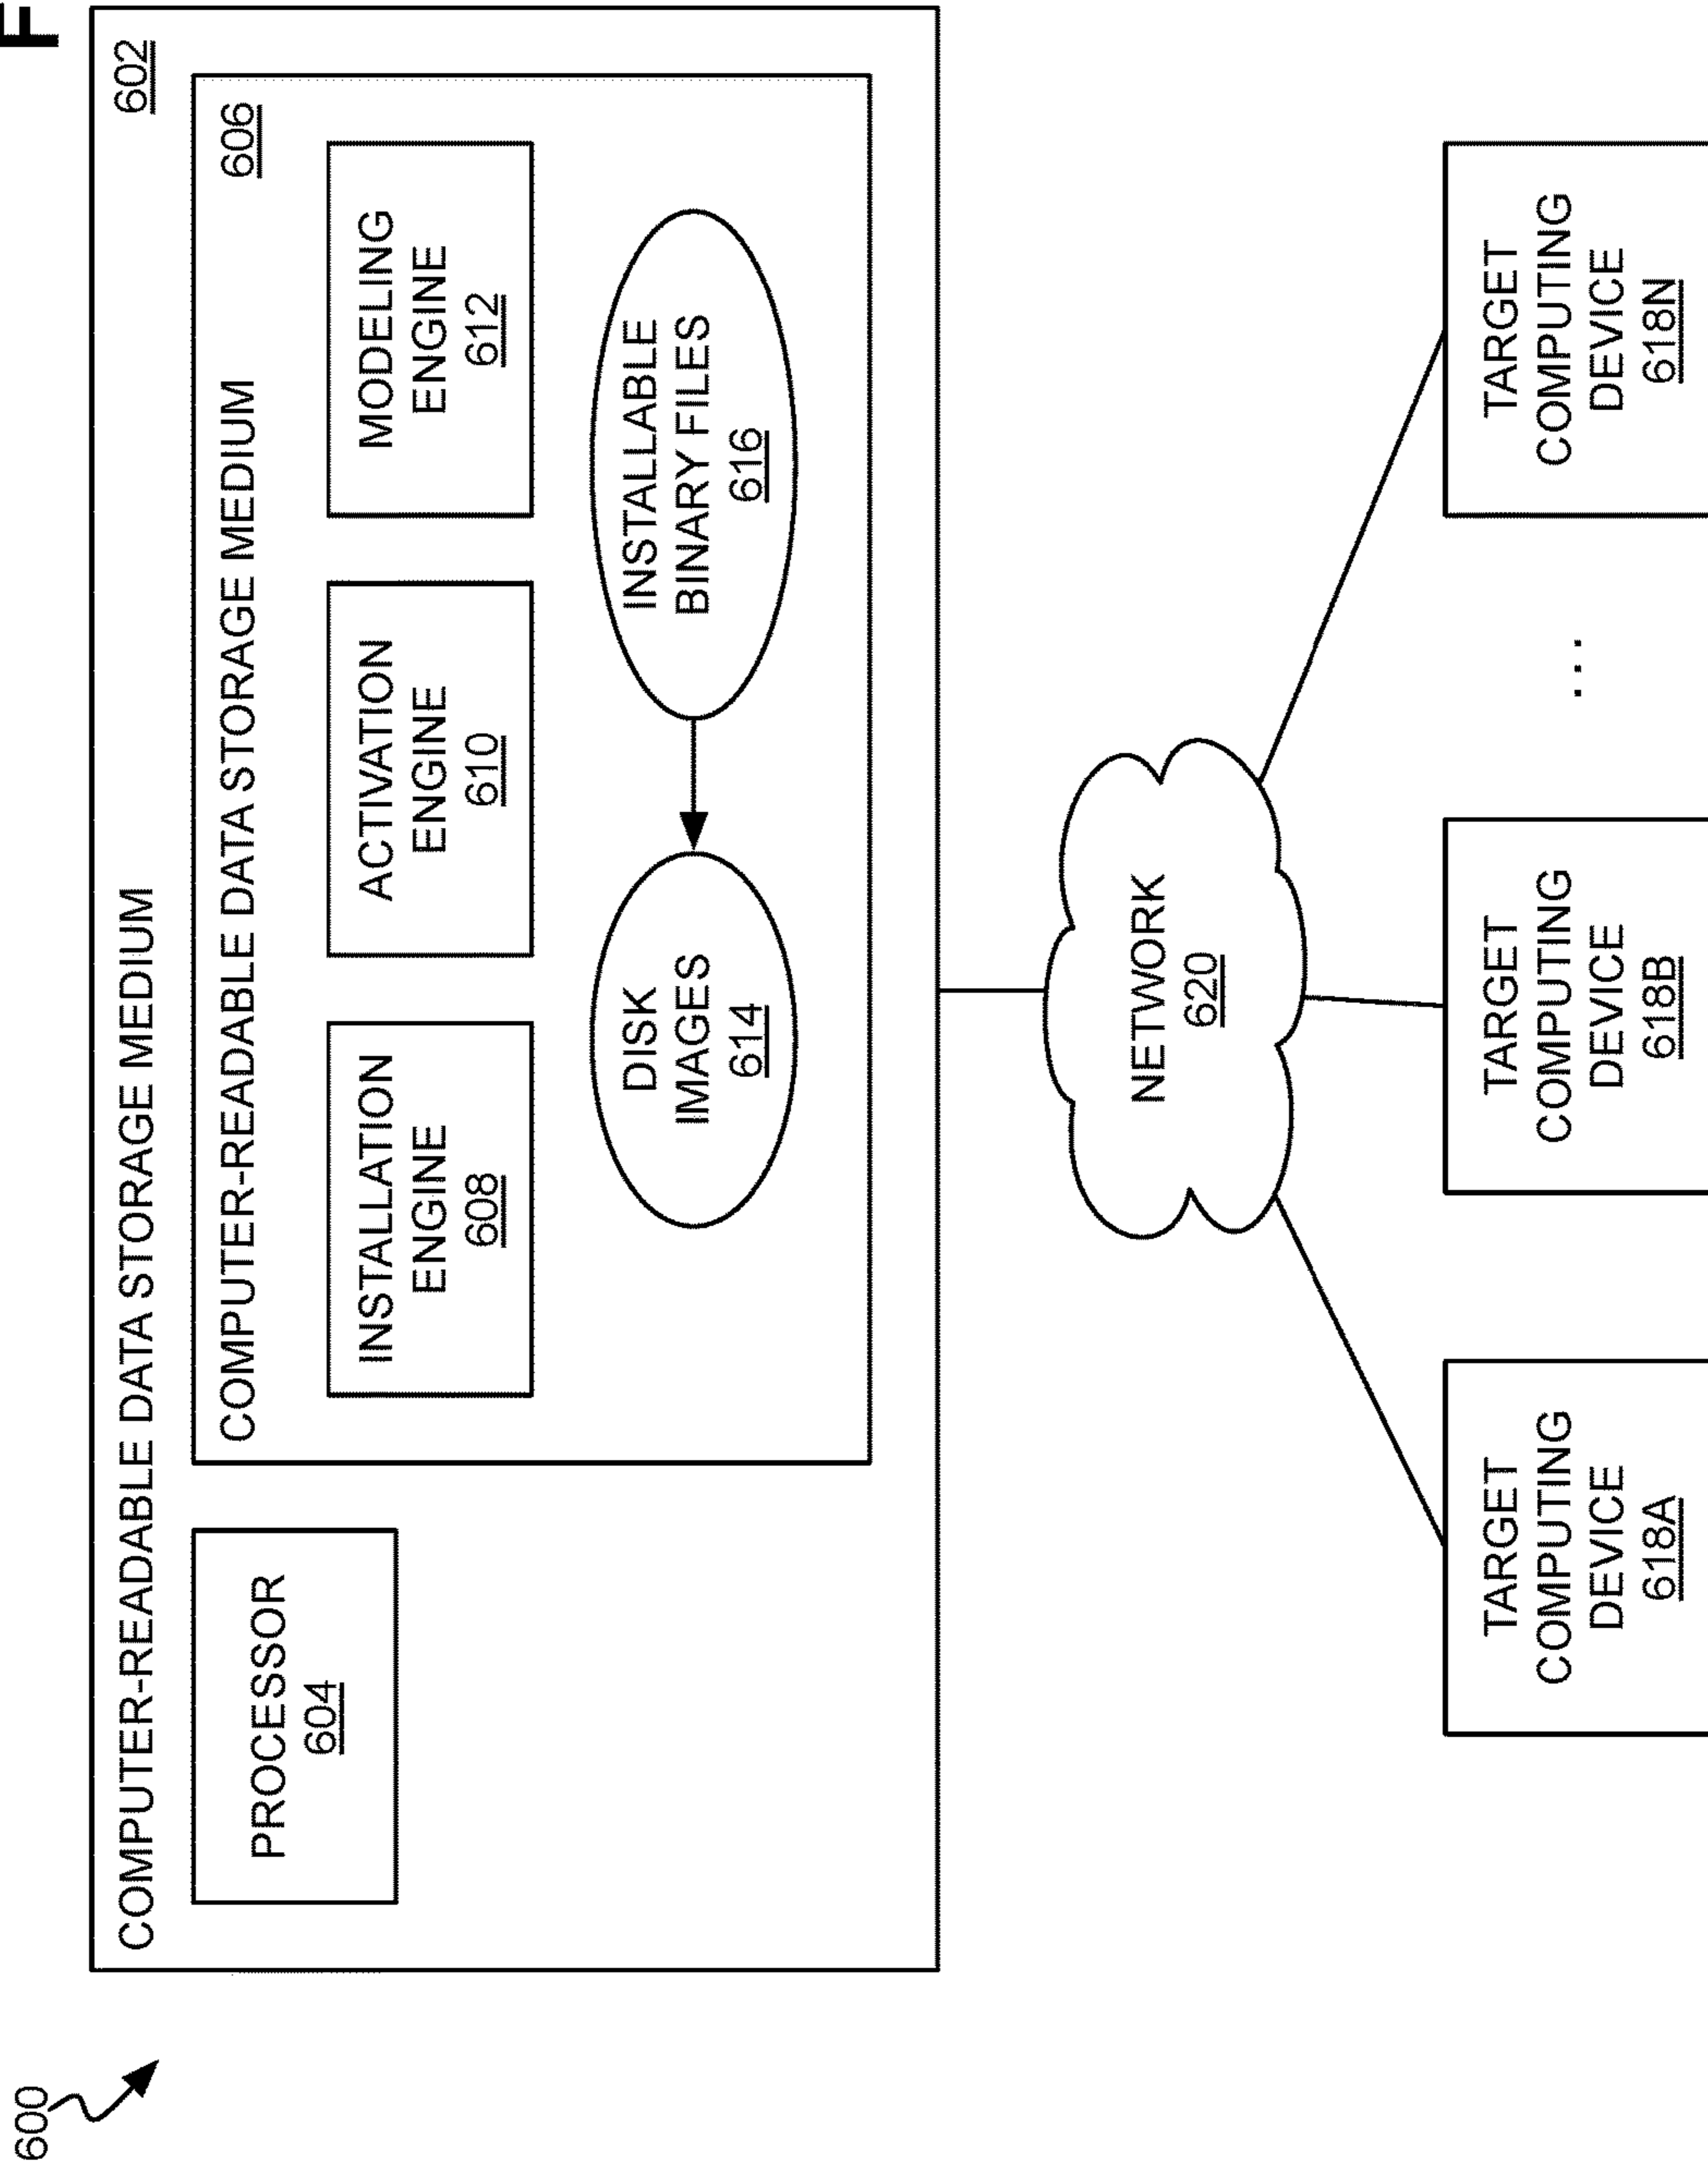 F
600
COMPUTER-READABLE DATA STORAGE MEDIUM
602
PROCESSOR
604
COMPUTER-READABLE DATA STORAGE MEDIUM
606
INSTALLATION
ENGINE
608
ACTIVATION
ENGINE
610
MODELING
ENGINE
612
DISK
IMAGES
614
INSTALLABLE
BINARY FILES
616
NETWORK
620
TARGET
COMPUTING
DEVICE
618A
TARGET
COMPUTING
DEVICE
618B
...
TARGET
COMPUTING
DEVICE
618N